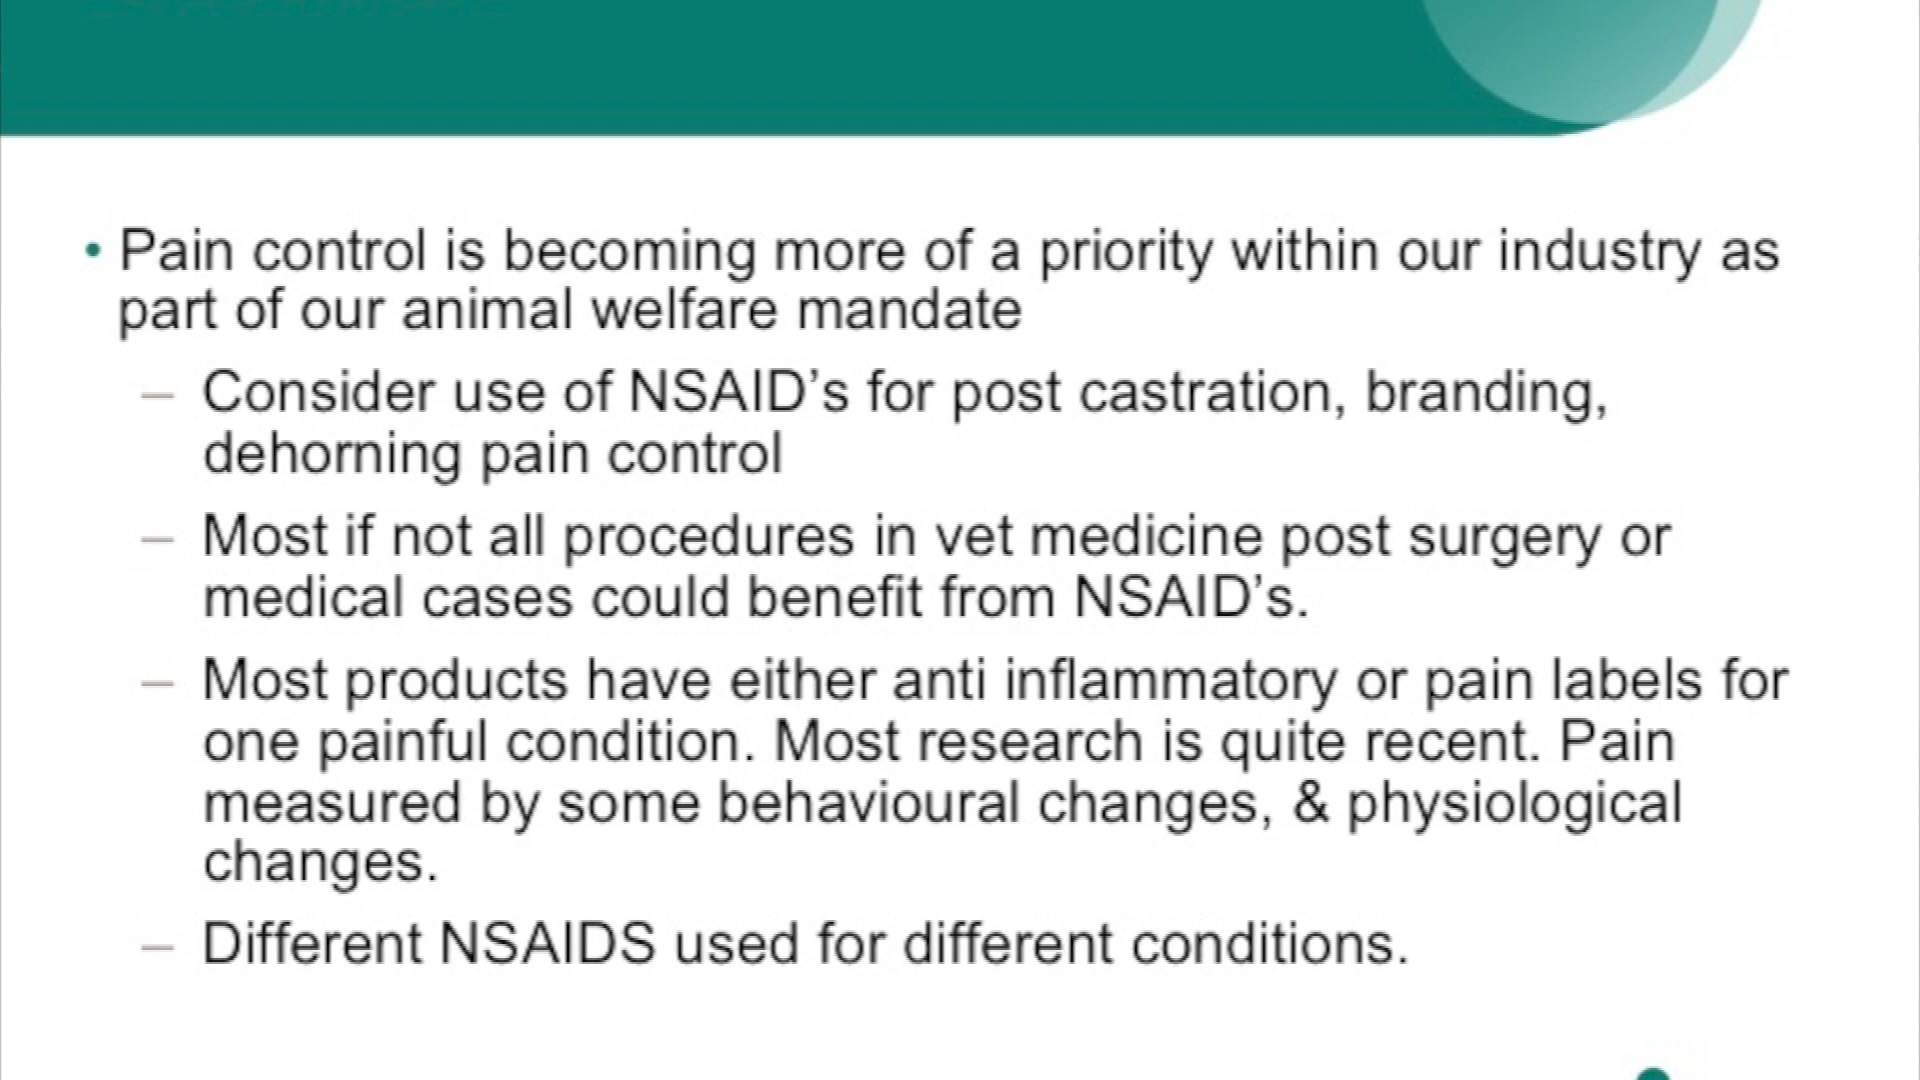 • Pain control is becoming more of a priority within our industry as
part of our animal welfare mandate
– Consider use of NSAID’s for post castration, branding,
dehorning pain control
– Most if not all procedures in vet medicine post surgery or
medical cases could benefit from NSAID’s.
– Most products have either anti inflammatory or pain labels for
one painful condition. Most research is quite recent. Pain
measured by some behavioural changes, & physiological
changes.
– Different NSAIDS used for different conditions.